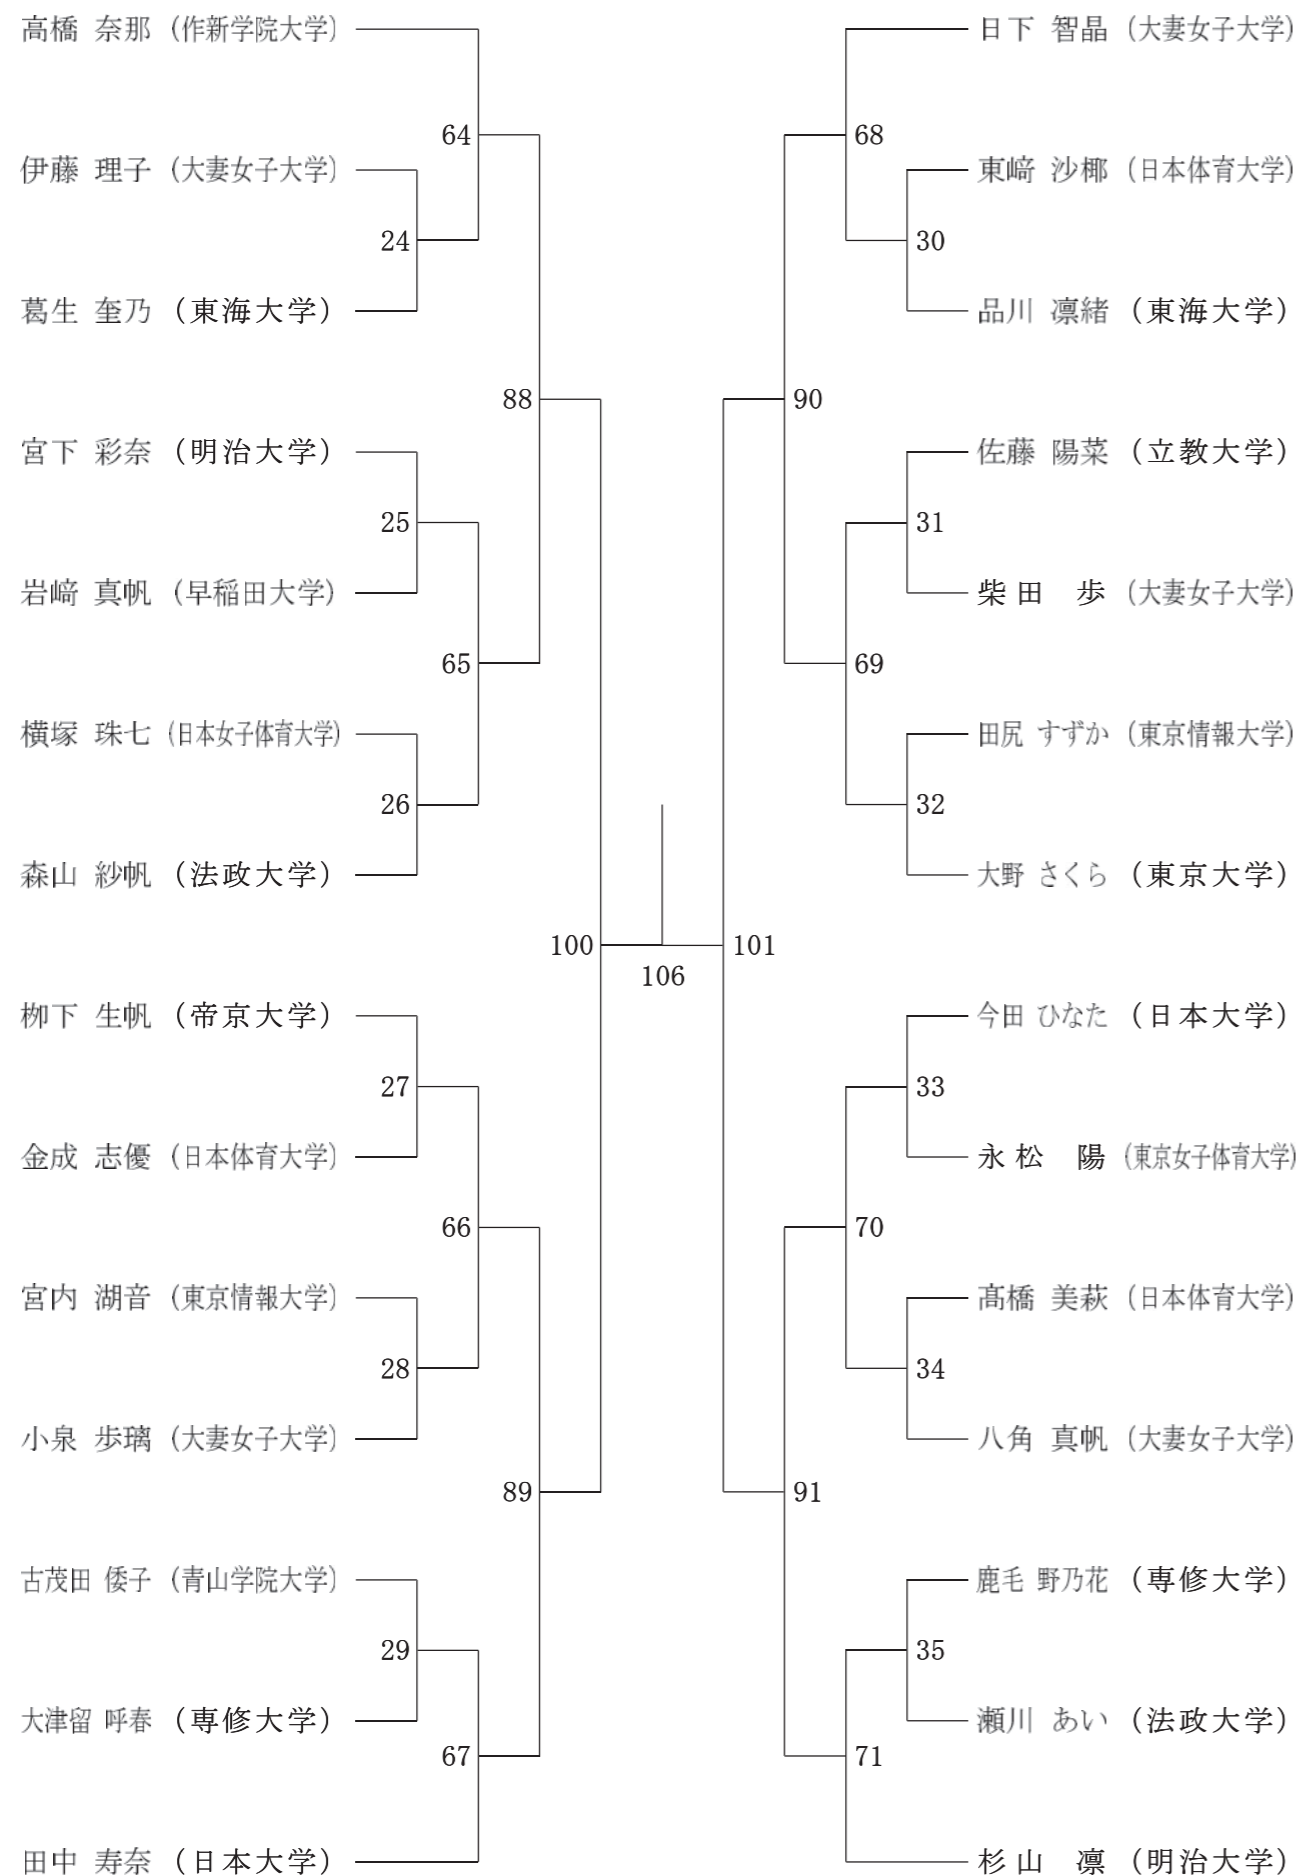 高橋 奈那 (作新学院大学)
64
伊藤 理子 (大妻女子大学)
24
葛生 奎乃 (東海大学)
88
宮下 彩奈 (明治大学)
25
岩﨑 真帆 (早稲田大学)
65
横塚 珠七 (日本女子体育大学)
26
森山 紗帆 (法政大学)
100
106
栁下 生帆 (帝京大学)
27
金成 志優 (日本体育大学)
66
宮内 湖音 (東京情報大学)
28
小泉 歩璃 (大妻女子大学)
89
古茂田 倭子 (青山学院大学)
29
大津留 呼春 (専修大学)
67
田中 寿奈 (日本大学)
日下 智晶 (大妻女子大学)
68
東﨑 沙椰 (日本体育大学)
30
品川 凛緒 (東海大学)
90
佐藤 陽菜 (立教大学)
31
柴田 歩 (大妻女子大学)
69
田尻 すずか (東京情報大学)
32
大野 さくら (東京大学)
101
今田 ひなた (日本大学)
33
永松 陽 (東京女子体育大学)
70
髙橋 美萩 (日本体育大学)
34
八角 真帆 (大妻女子大学)
91
鹿毛 野乃花 (専修大学)
35
瀬川 あい (法政大学)
71
杉山 凛 (明治大学)